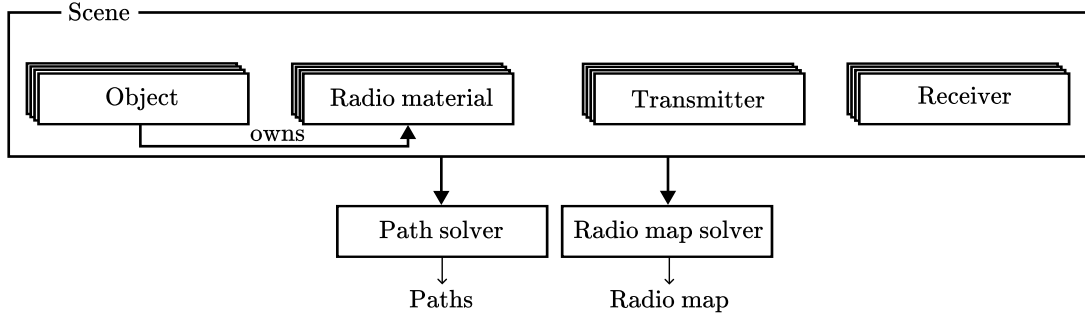 Scene
Object
Radio material
Transmitter
Receiver
owns
Path solver
Radio map solver
Paths
Radio map